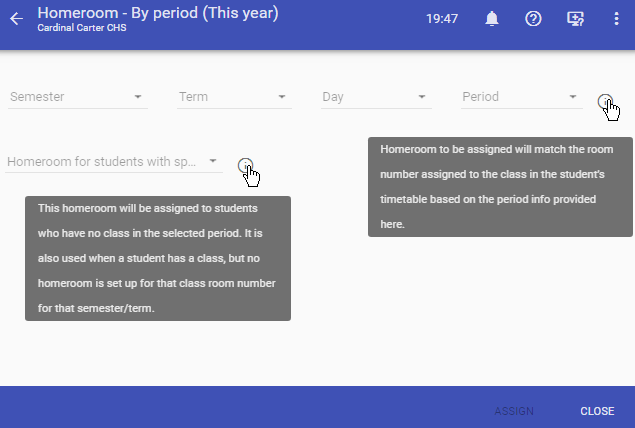 Homeroom - By period (This year)
Cardinal Carter CHS
19:47
Semester
Term
Day
Period
Homeroom to be assigned will match the room
number assigned to the class in the student's
timetable based on the period info provided
here.
Homeroom for students with sp...
This homeroom will be assigned to students
who have no class in the selected period. It is
also used when a student has a class, but no
homeroom is set up for that class room number
for that semester/term.
ASSIGN
CLOSE